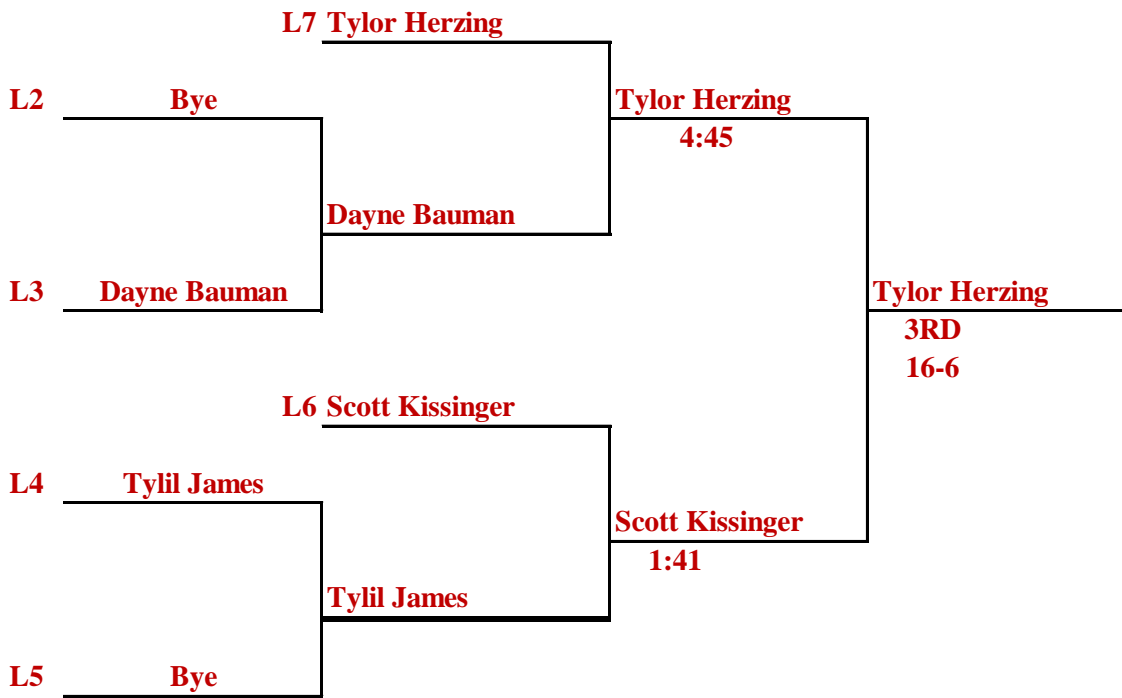 L7 Tylor Herzing
L2 Bye
Tylor Herzing
4:45
Dayne Bauman
L3 Dayne Bauman
Tylor Herzing
3RD
16-6
L6 Scott Kissinger
L4 Tylil James
Scott Kissinger
1:41
Tylil James
L5 Bye